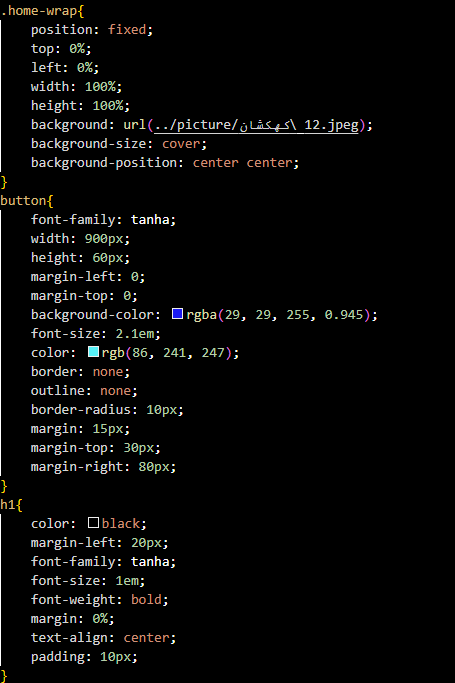 .home-wrap{
position: fixed;
top: 0%;
left: 0%;
width: 100%;
height: 100%;
background: url(../picture/کهکشان\ 12.jpeg);
background-size: cover;
background-position: center center;
}
button{
font-family: tanha;
width: 900px;
height: 60px;
margin-left: 0;
margin-top: 0;
background-color: rgba(29, 29, 255, 0.945);
font-size: 2.1em;
color: rgb(86, 241, 247);
border: none;
outline: none;
border-radius: 10px;
margin: 15px;
margin-top: 30px;
margin-right: 80px;
}
h1{
color: black;
margin-left: 20px;
font-family: tanha;
font-size: 1em;
font-weight: bold;
margin: 0%;
text-align: center;
padding: 10px;
}